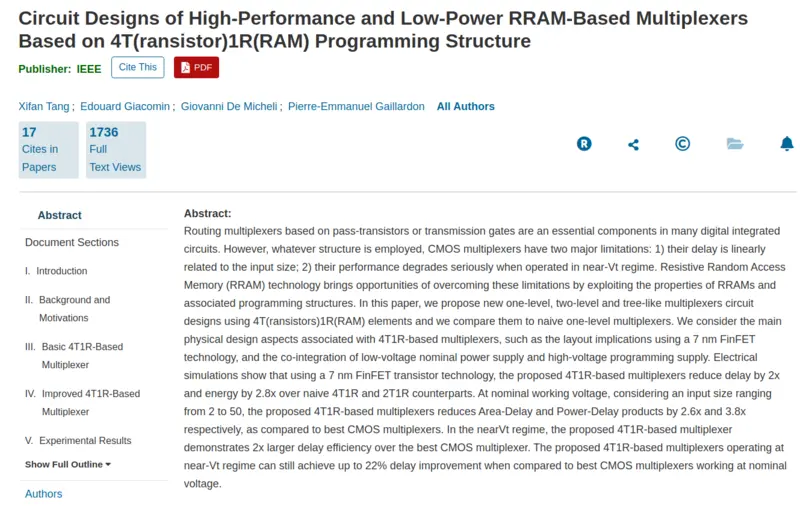 Circuit Designs of High-Performance and Low-Power RRAM-Based Multiplexers
Based on 4T(ransistor)1R(RAM) Programming Structure
Publisher: IEEE Cite This PDF
Xifan Tang ; Edouard Giacomin ; Giovanni De Micheli ; Pierre-Emmanuel Gaillardon All Authors
17
Cites in
Papers
1736
Full
Text Views
Abstract
Document Sections
I. Introduction
II. Background and
Motivations
III. Basic 4T1R-Based
Multiplexer
IV. Improved 4T1R-Based
Multiplexer
V. Experimental Results
Show Full Outline
Authors
Abstract:
Routing multiplexers based on pass-transistors or transmission gates are an essential components in many digital integrated
circuits. However, whatever structure is employed, CMOS multiplexers have two major limitations: 1) their delay is linearly
related to the input size; 2) their performance degrades seriously when operated in near-Vt regime. Resistive Random Access
Memory (RRAM) technology brings opportunities of overcoming these limitations by exploiting the properties of RRAMs and
associated programming structures. In this paper, we propose new one-level, two-level and tree-like multiplexers circuit
designs using 4T(ransistors)1R(RAM) elements and we compare them to naive one-level multiplexers. We consider the main
physical design aspects associated with 4T1R-based multiplexers, such as the layout implications using a 7 nm FinFET
technology, and the co-integration of low-voltage nominal power supply and high-voltage programming supply. Electrical
simulations show that using a 7 nm FinFET transistor technology, the proposed 4T1R-based multiplexers reduce delay by 2x
and energy by 2.8x over naive 4T1R and 2T1R counterparts. At nominal working voltage, considering an input size ranging
from 2 to 50, the proposed 4T1R-based multiplexers reduces Area-Delay and Power-Delay products by 2.6x and 3.8x
respectively, as compared to best CMOS multiplexers. In the nearVt regime, the proposed 4T1R-based multiplexer
demonstrates 2x larger delay efficiency over the best CMOS multiplexer. The proposed 4T1R-based multiplexers operating at
near-Vt regime can still achieve up to 22% delay improvement when compared to best CMOS multiplexers working at nominal
voltage.